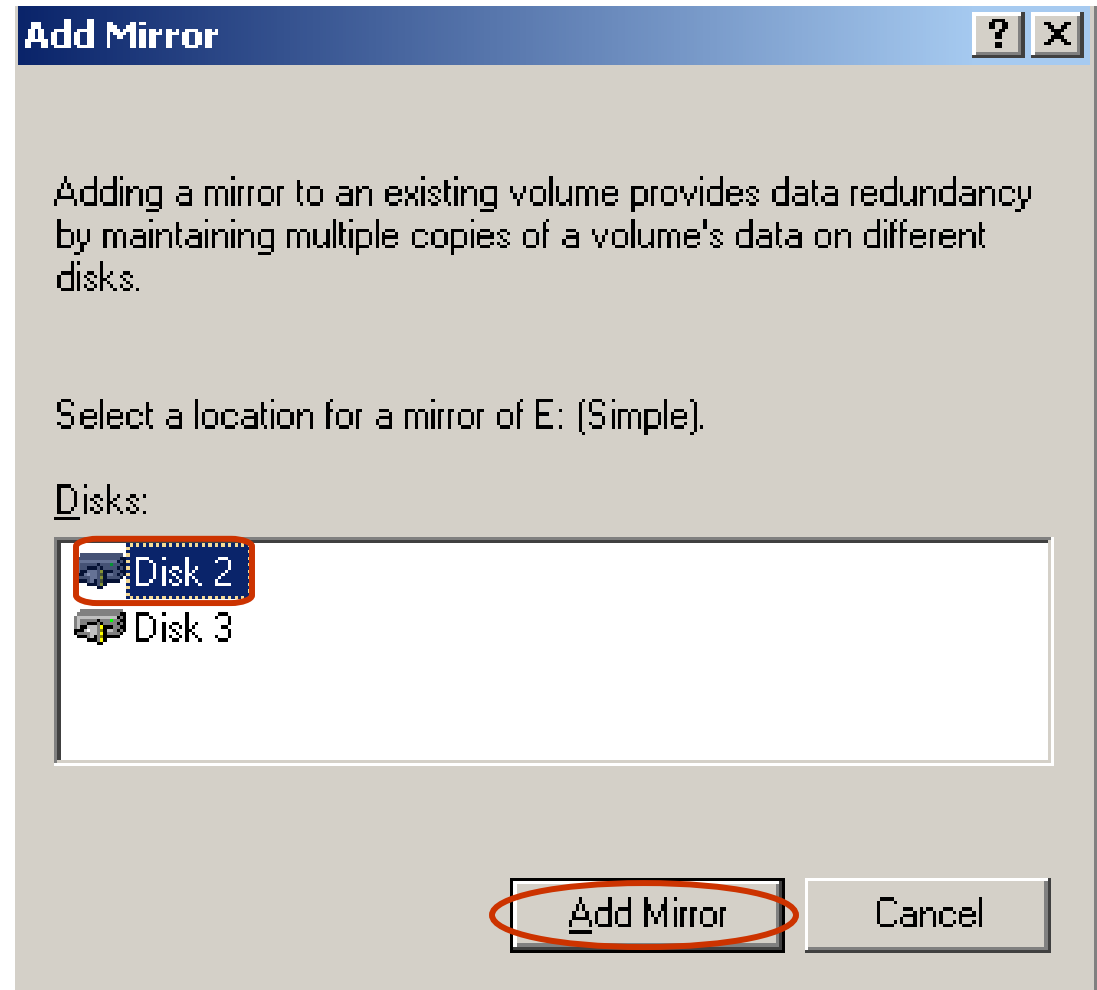 Add Mirror
Adding a mirror to an existing volume provides data redundancy
by maintaining multiple copies of a volume's data on different
disks.
Select a location for a mirror of E: (Simple).
Disks:
Disk 2
Disk 3
Add Mirror Cancel